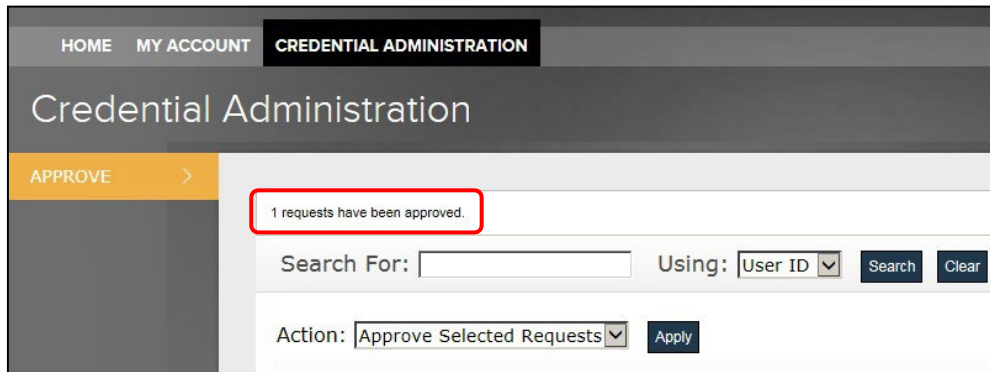 HOME MY ACCOUNT CREDENTIAL ADMINISTRATION
Credential Administration
APPROVE
1 requests have been approved.
Search For: Using: User ID Search Clear
Action: Approve Selected Requests Apply